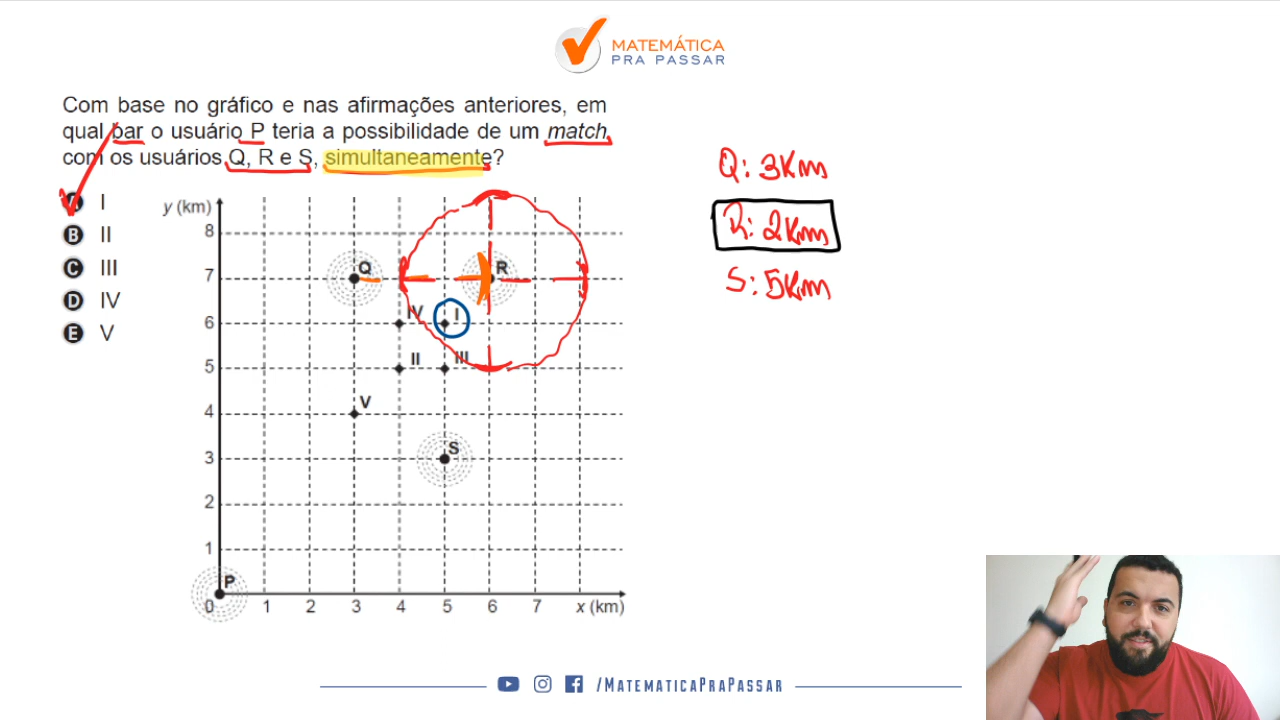 MATEMÁTICA
PRA PASSAR
Com base no gráfico e nas afirmações anteriores, em
qual bar o usuário P teria a possibilidade de um match
com os usuários Q, R e S, simultaneamente?
I
B II
C III
D IV
E V
Q: 3Km
R: 2Km
S: 5Km
y (km)
8
7
6
5
4
3
2
1
0
Q
R
IV
I
II
III
V
S
P
1 2 3 4 5 6 7 x (km)
/MatematicaPraPassar